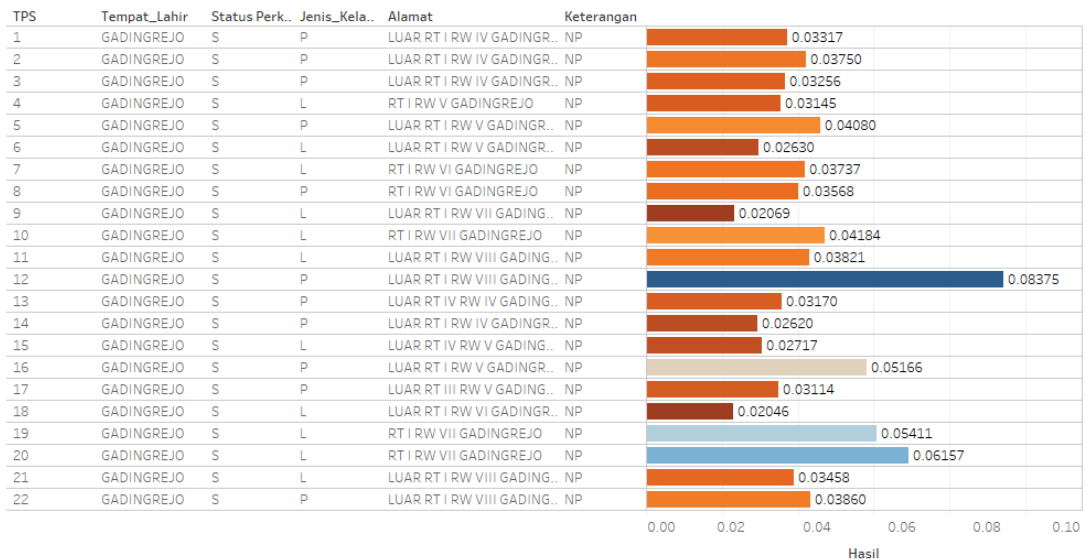 TPS Tempat_Lahir Status Perk.. Jenis_Kela.. Alamat Keterangan
1 GADINGREJO S P LUAR RT I RW IV GADINGR.. NP 0.03317
2 GADINGREJO S P LUAR RT I RW IV GADINGR.. NP 0.03750
3 GADINGREJO S P LUAR RT I RW IV GADINGR.. NP 0.03256
4 GADINGREJO S L RT I RW V GADINGREJO NP 0.03145
5 GADINGREJO S P LUAR RT I RW V GADINGR.. NP 0.04080
6 GADINGREJO S L LUAR RT I RW V GADINGR.. NP 0.02630
7 GADINGREJO S L RT I RW VI GADINGREJO NP 0.03737
8 GADINGREJO S P RT I RW VI GADINGREJO NP 0.03568
9 GADINGREJO S L LUAR RT I RW VII GADING.. NP 0.02069
10 GADINGREJO S L RT I RW VII GADINGREJO NP 0.04184
11 GADINGREJO S L LUAR RT I RW VIII GADING.. NP 0.03821
12 GADINGREJO S P LUAR RT I RW VIII GADING.. NP 0.08375
13 GADINGREJO S P LUAR RT IV RW IV GADING.. NP 0.03170
14 GADINGREJO S P LUAR RT I RW IV GADINGR.. NP 0.02620
15 GADINGREJO S L LUAR RT IV RW V GADING.. NP 0.02717
16 GADINGREJO S P LUAR RT I RW V GADINGR.. NP 0.05166
17 GADINGREJO S P LUAR RT III RW V GADING.. NP 0.03114
18 GADINGREJO S L LUAR RT I RW VI GADINGR.. NP 0.02046
19 GADINGREJO S L RT I RW VII GADINGREJO NP 0.05411
20 GADINGREJO S L RT I RW VII GADINGREJO NP 0.06157
21 GADINGREJO S L LUAR RT I RW VIII GADING.. NP 0.03458
22 GADINGREJO S P LUAR RT I RW VIII GADING.. NP 0.03860
0.00 0.02 0.04 0.06 0.08 0.10
Hasil